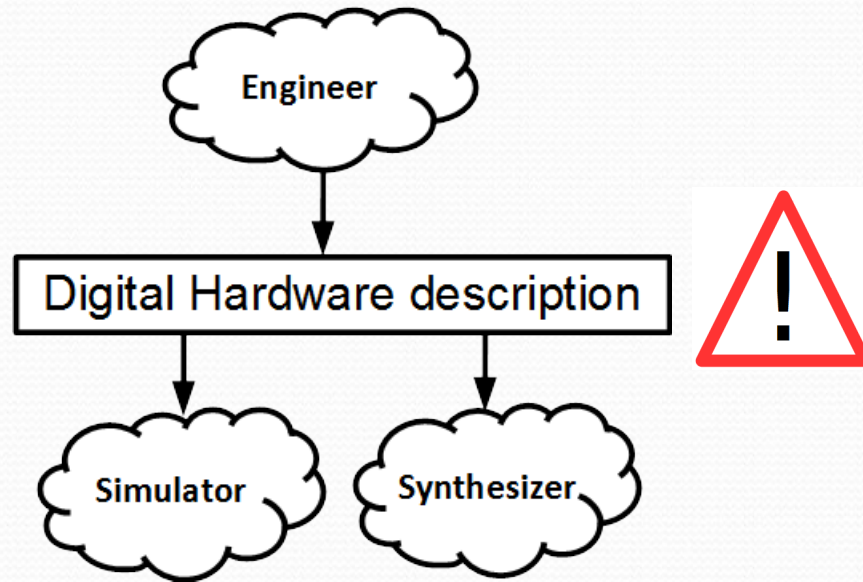 Engineer
Digital Hardware description
!
Simulator
Synthesizer